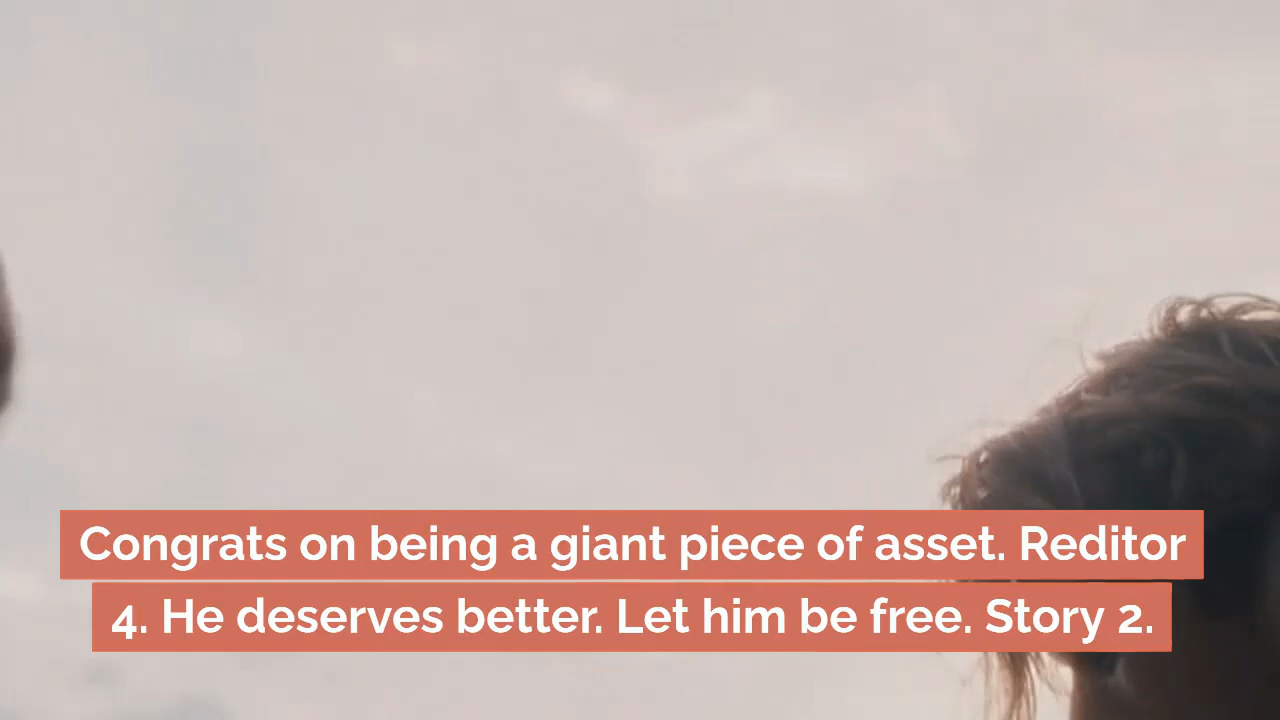 Congrats on being a giant piece of asset. Reditor
4. He deserves better. Let him be free. Story 2.